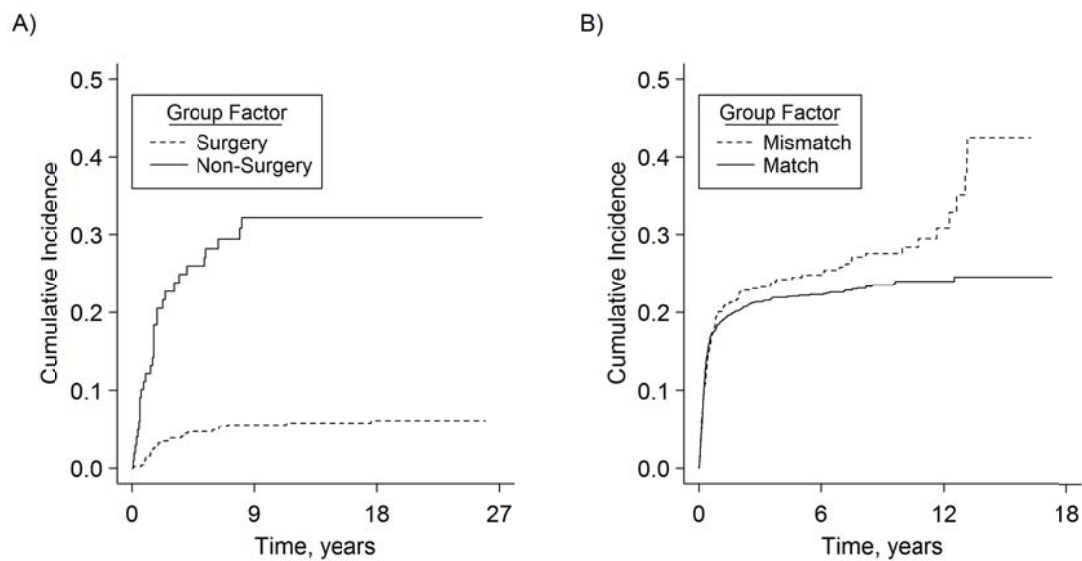 A)
0.5
0.4
0.3
0.2
0.1
0.0
Cumulative Incidence
Group Factor
Surgery
Non-Surgery
0 9 18 27
Time, years
B)
0.5
0.4
0.3
0.2
0.1
0.0
Cumulative Incidence
Group Factor
Mismatch
Match
0 6 12 18
Time, years